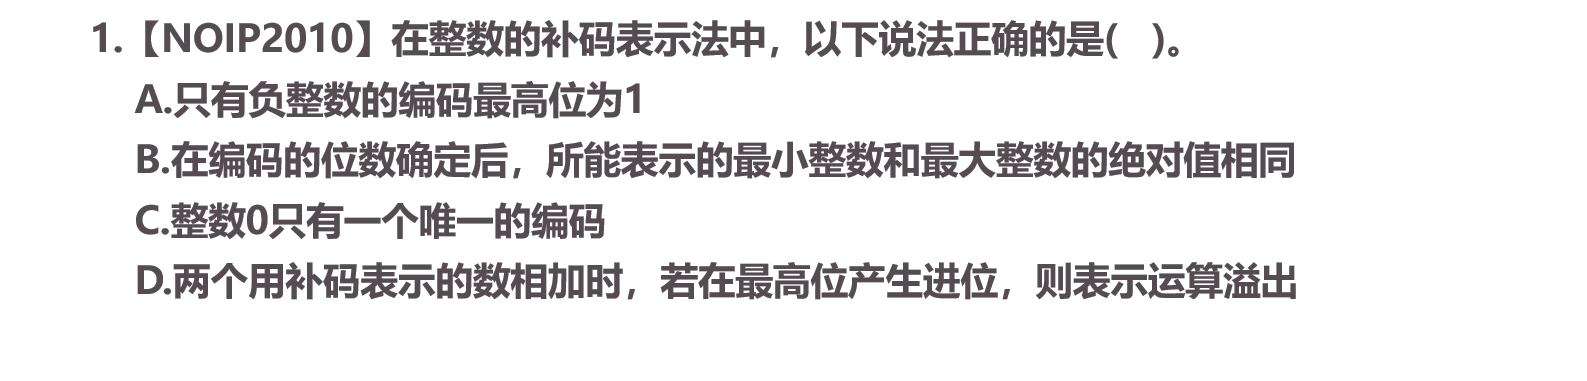 1.【NOIP2010】在整数的补码表示法中，以下说法正确的是(   )。
A.只有负整数的编码最高位为1
B.在编码的位数确定后，所能表示的最小整数和最大整数的绝对值相同
C.整数0只有一个唯一的编码
D.两个用补码表示的数相加时，若在最高位产生进位，则表示运算溢出